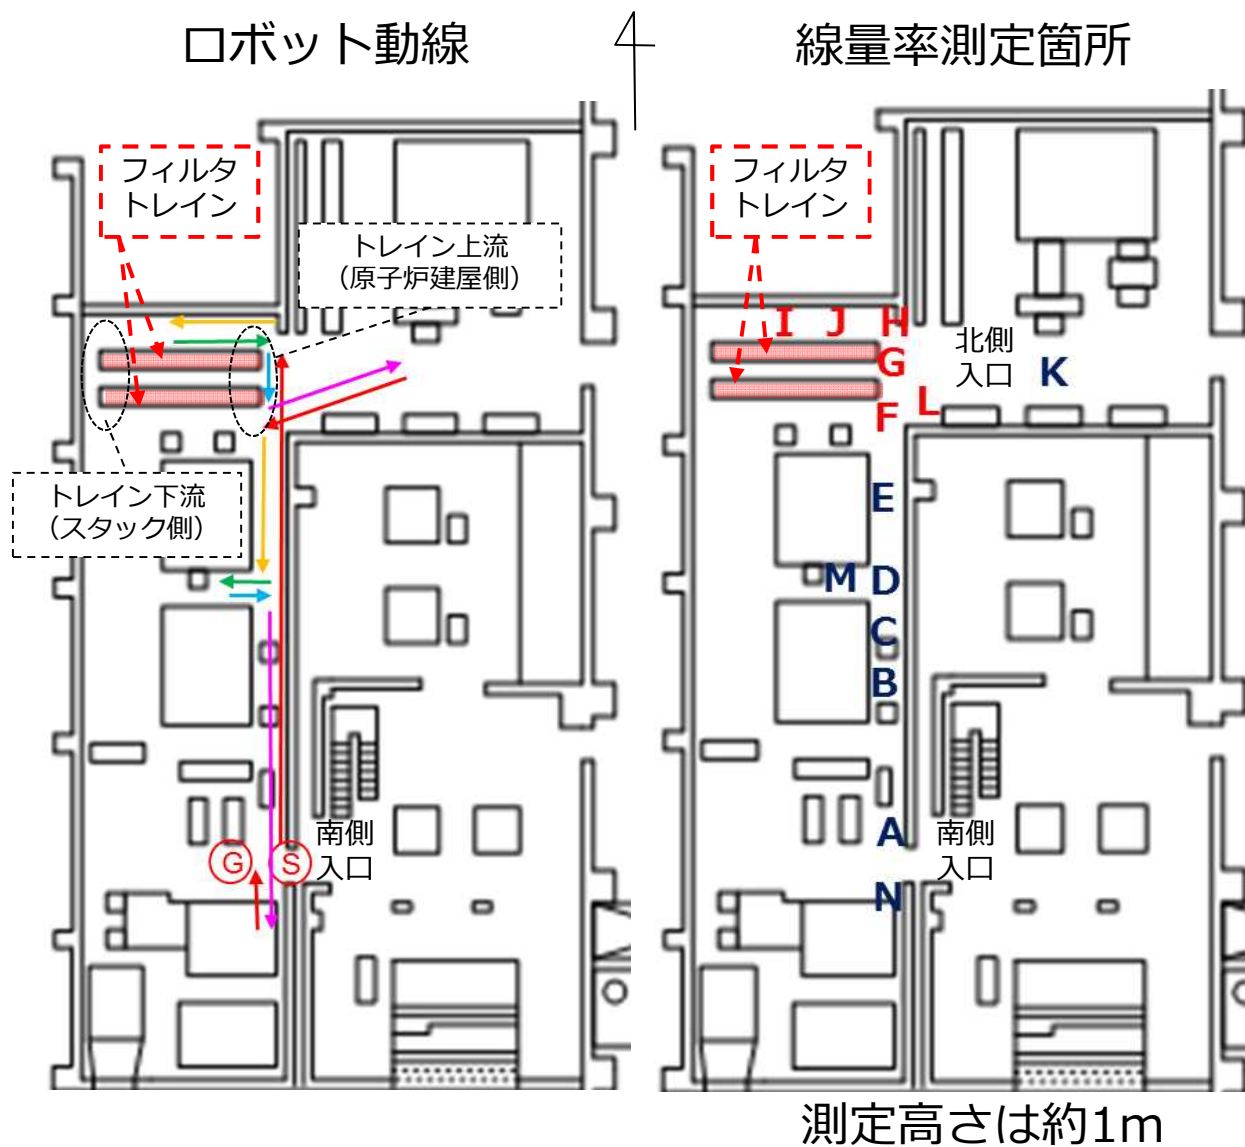 ロボット動線
フィルタ
トレイン
トレイン上流
（原子炉建屋側）
トレイン下流
（スタック側）
南側
入口
G
S
線量率測定箇所
フィルタ
トレイン
I
J
H
G
F
L
北側
入口
K
E
M
D
C
B
A
南側
入口
N
測定高さは約1m